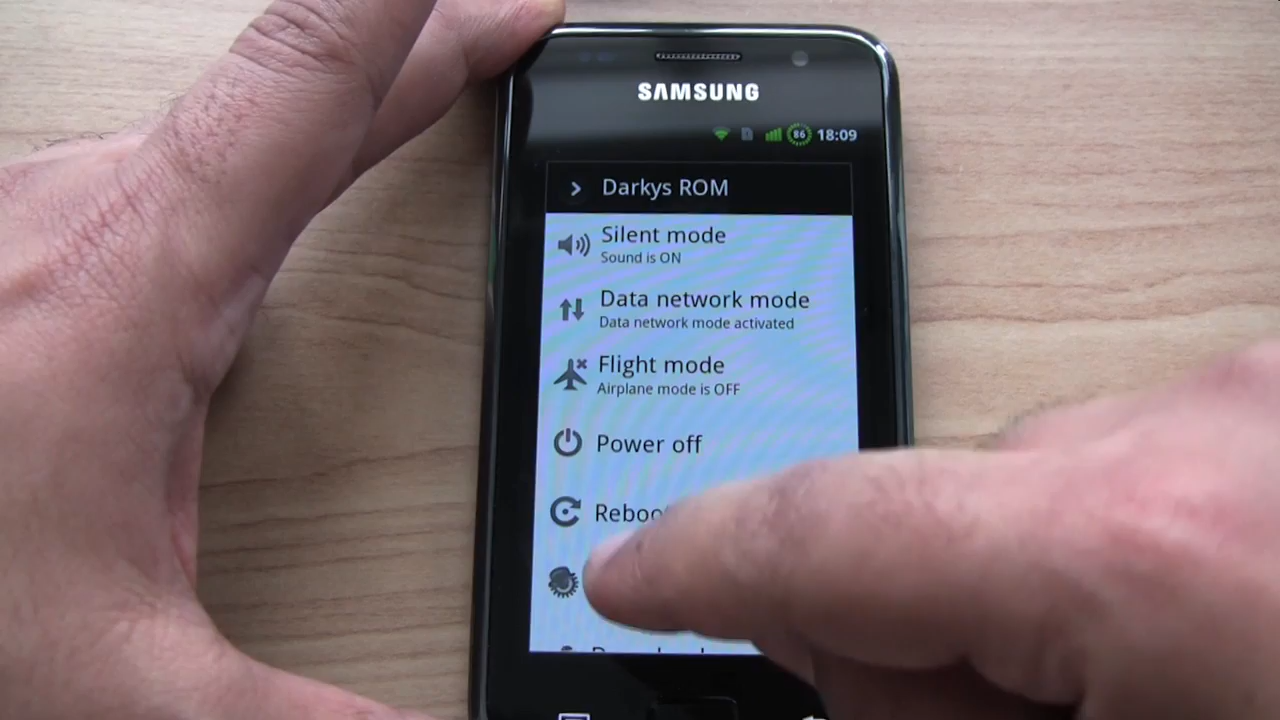 SAMSUNG
86 18:09
Darkys ROM
Silent mode
Sound is ON
Data network mode
Data network mode activated
Flight mode
Airplane mode is OFF
Power off